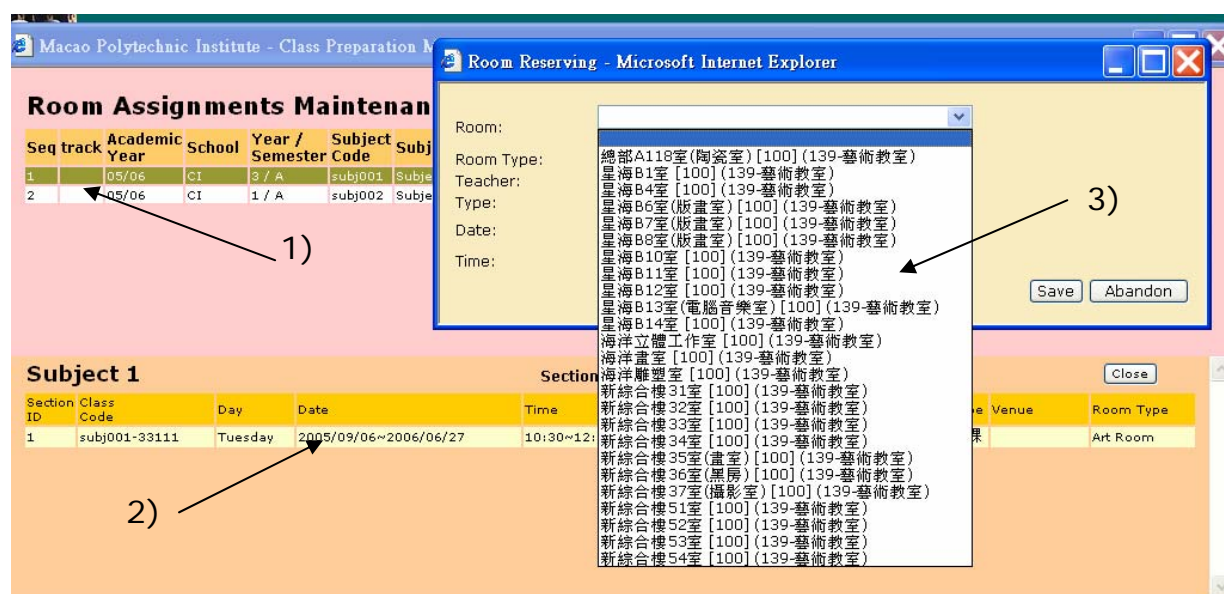 Macao Polytechnic Institute - Class Preparation M
Room Reserving - Microsoft Internet Explorer
Room Assignments Maintenan
Seq track Academic Year School Year / Semester Subject Code Subj
1 05/06 CI 3 / A subj001 Subje
2 05/06 CI 1 / A subj002 Subje
1)
Room:
Room Type:
Teacher:
Type:
Date:
Time:
總部A118室(陶瓷室) [100] (139-藝術教室)
星海B1室 [100] (139-藝術教室)
星海B4室 [100] (139-藝術教室)
星海B6室(版畫室) [100] (139-藝術教室)
星海B7室(版畫室) [100] (139-藝術教室)
星海B8室(版畫室) [100] (139-藝術教室)
星海B10室 [100] (139-藝術教室)
星海B11室 [100] (139-藝術教室)
星海B12室 [100] (139-藝術教室)
星海B13室(電腦音樂室) [100] (139-藝術教室)
星海B14室 [100] (139-藝術教室)
海洋立體工作室 [100] (139-藝術教室)
海洋畫室 [100] (139-藝術教室)
海洋雕塑室 [100] (139-藝術教室)
新綜合樓31室 [100] (139-藝術教室)
新綜合樓32室 [100] (139-藝術教室)
新綜合樓33室 [100] (139-藝術教室)
新綜合樓34室 [100] (139-藝術教室)
新綜合樓35室(畫室) [100] (139-藝術教室)
新綜合樓36室(黑房) [100] (139-藝術教室)
新綜合樓37室(攝影室) [100] (139-藝術教室)
新綜合樓51室 [100] (139-藝術教室)
新綜合樓52室 [100] (139-藝術教室)
新綜合樓53室 [100] (139-藝術教室)
新綜合樓54室 [100] (139-藝術教室)
3)
Save Abandon
Subject 1 Section Close
Section ID Class Code Day Date Time e Venue Room Type
1 subj001-33111 Tuesday 2005/09/06~2006/06/27 10:30~12: 課 Art Room
2)